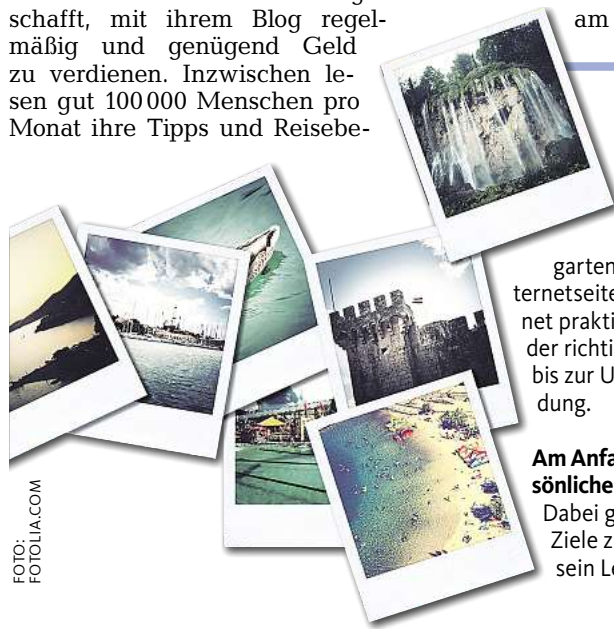 schafft, mit ihrem Blog regel-
mäßig und genügend Geld
zu verdienen. Inzwischen le-
sen gut 100 000 Menschen pro
Monat ihre Tipps und Reisebe-
am
garten
ternetseite
net prakti
der richti
bis zur U
dung.
Am Anfa
sönliche
Dabei g
Ziele z
sein Le
FOTO:
FOTOLIA.COM